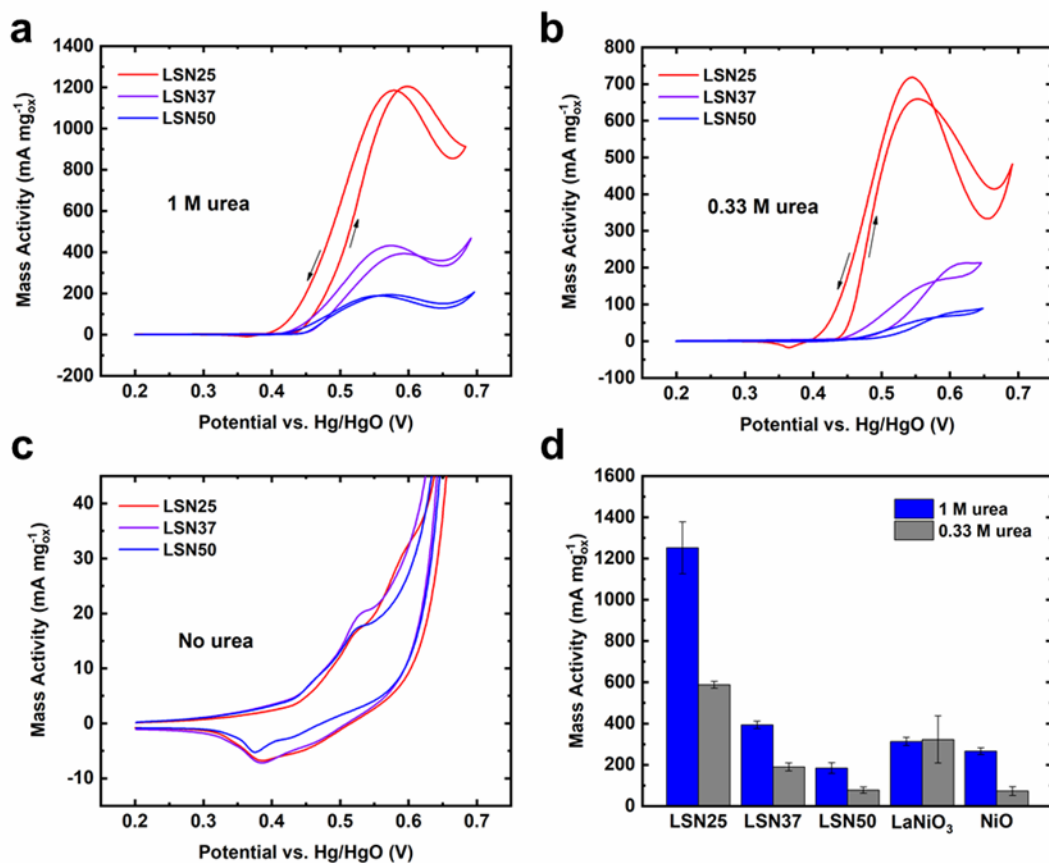 a
1400
1200
1000
800
600
400
200
0
-200
Mass Activity (mA mg⁻¹ₒₓ)
LSN25
LSN37
LSN50
1 M urea
0.2 0.3 0.4 0.5 0.6 0.7
Potential vs. Hg/HgO (V)
b
800
700
600
500
400
300
200
100
0
-100
Mass Activity (mA mg⁻¹ₒₓ)
LSN25
LSN37
LSN50
0.33 M urea
0.2 0.3 0.4 0.5 0.6 0.7
Potential vs. Hg/HgO (V)
c
40
30
20
10
0
-10
Mass Activity (mA mg⁻¹ₒₓ)
LSN25
LSN37
LSN50
No urea
0.2 0.3 0.4 0.5 0.6 0.7
Potential vs. Hg/HgO (V)
d
1600
1400
1200
1000
800
600
400
200
0
Mass Activity (mA mg⁻¹ₒₓ)
1 M urea
0.33 M urea
LSN25 LSN37 LSN50 LaNiO₃ NiO